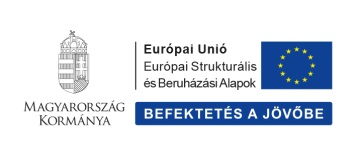 Európai Unió
Európai Strukturális
és Beruházási Alapok
MAGYARORSZÁG
KORMÁNYA
BEFEKTETÉS A JÖVŐBE